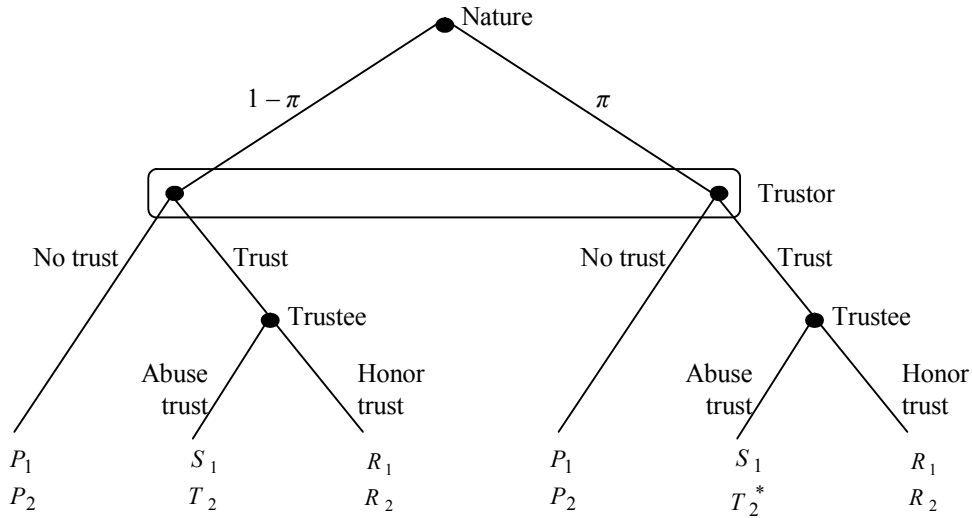 Nature
1 – π
π
Trustor
No trust
Trust
No trust
Trust
Trustee
Trustee
Abuse
trust
Honor
trust
Abuse
trust
Honor
trust
P₁
S₁
R₁
P₁
S₁
R₁
P₂
T₂
R₂
P₂
T₂*
R₂